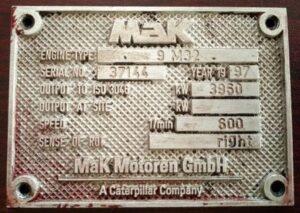 MaK
ENGINE TYPE 9 M32
SERIAL NO. 37144 YEAR 19 97
OUTPUT TO ISO 3046 kW 3960
OUTPUT AT SITE kW
SPEED 1/min 600
SENSE OF ROT. right
MaK Motoren GmbH
A Caterpillar Company